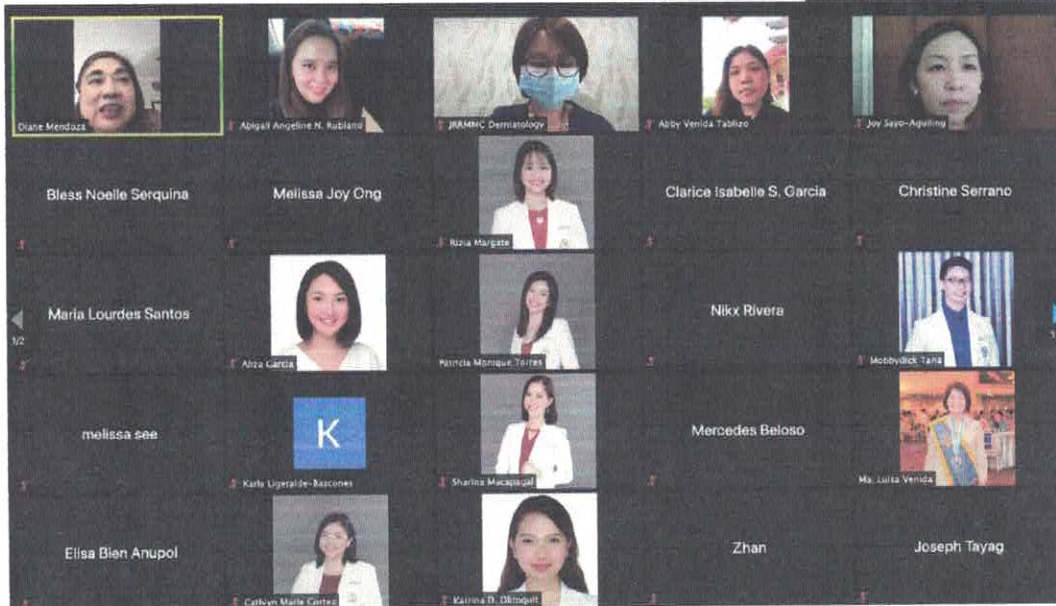 Diane Mendoza
Abigail Angeline N. Rubiano
JRRMMC Dermatology
Abby Venida Tablizo
Joy Sayo-Aguiling
Bless Noelle Serquina
Melissa Joy Ong
Rizia Margate
Clarice Isabelle S. Garcia
Christine Serrano
Maria Lourdes Santos
Aliza Garcia
Patricia Monique Torres
Nikx Rivera
Mobbydick Tana
1/2
melissa see
K
Karla Ligeralde-Bascones
Sharina Macapagal
Mercedes Beloso
Ma. Luisa Venida
Elisa Bien Anupol
Cathlyn Marie Cortez
Katrina D.
Zhan
Joseph Tayag